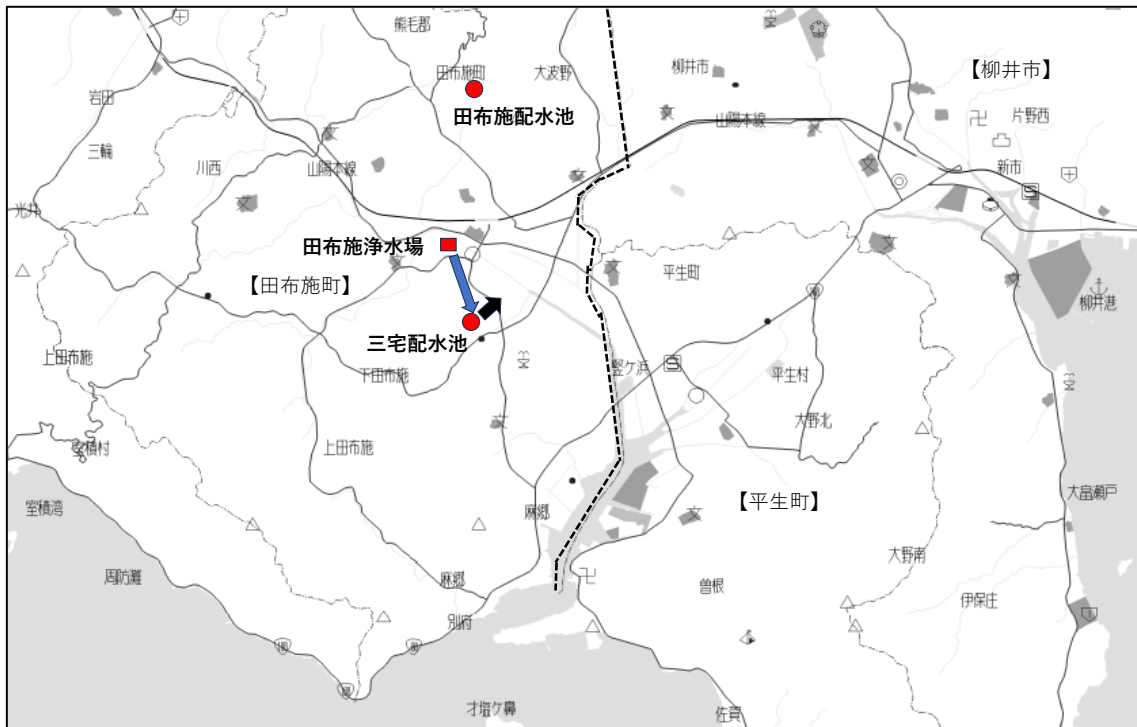 熊毛郡
田布施町
大波野
柳井市
【柳井市】
岩田
田布施配水池
山陽本線
片野西
三輪
川西
山陽本線
新市
光井
田布施浄水場
平生町
【田布施町】
柳井港
三宅配水池
上田布施
下田布施
竪ケ浜
平生村
大野北
上田布施
室積村
室積湾
麻郷
【平生町】
大畠瀬戸
周防灘
麻郷
曽根
大野南
伊保庄
別府
188
才塩ケ鼻
佐賀